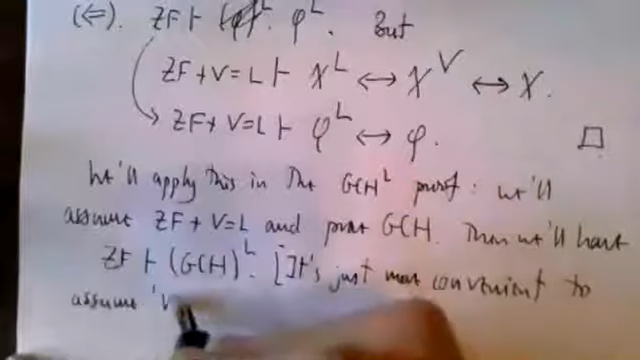 (⇐). ZF ⊢ φ^L. But
ZF + V = L ⊢ χ^L ↔ χ^V ↔ χ.
ZF + V = L ⊢ φ^L ↔ φ. □
We'll apply this in the GCH^L proof: we'll
assume ZF + V = L and prove GCH. Then we'll have
ZF ⊢ (GCH)^L. [It's just more convenient to
assume 'V